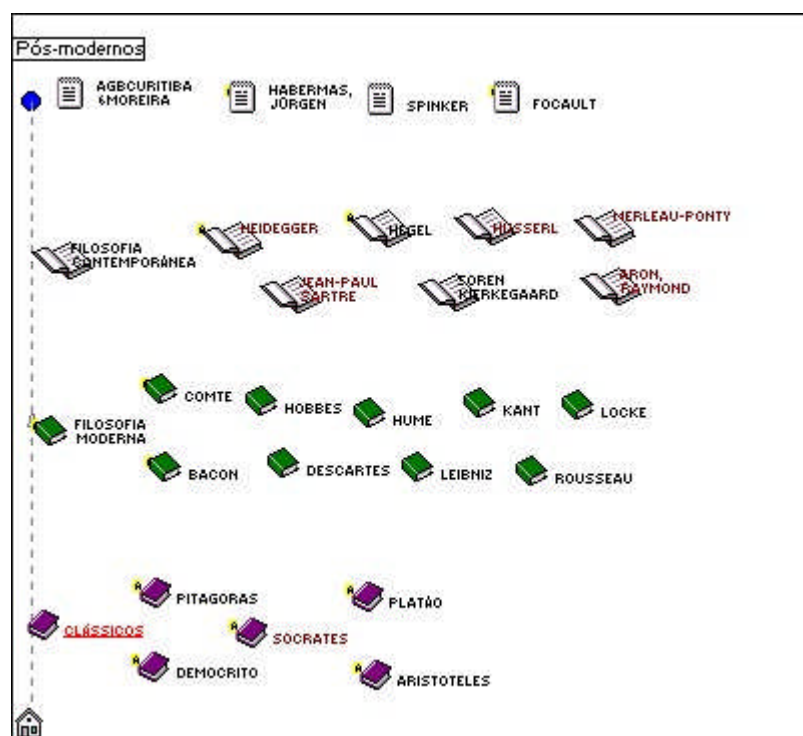 Pós-modernos
AGBCURITIBA
6MOREIRA
HABERMAS,
JÜRGEN
SPINKER
FOCAULT
HEIDEGGER
HEGEL
HUSSERL
MERLEAU-PONTY
FILOSOFIA
CONTEMPORÁNEA
JEAN-PAUL
SARTRE
SOREN
KIERKEGAARD
ARON,
RAYMOND
COMTE
HOBBES
HUME
KANT
LOCKE
FILOSOFIA
MODERNA
BACON
DESCARTES
LEIBNIZ
ROUSSEAU
PITAGORAS
PLATÃO
CLÁSSICOS
SOCRATES
DEMOCRITO
ARISTOTELES